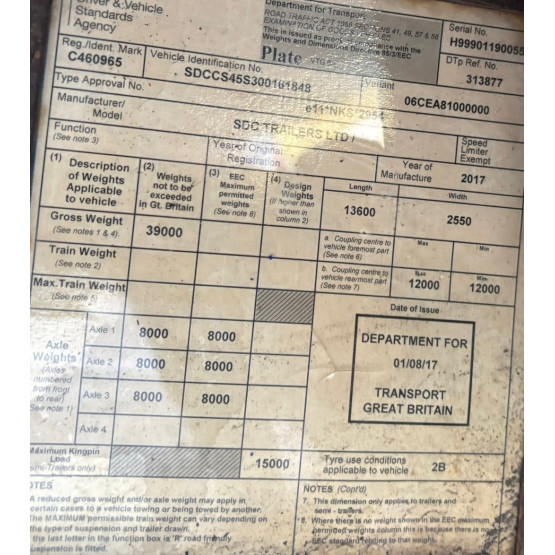 Driver & Vehicle
Standards
Agency
Department for Transport
ROAD TRAFFIC ACT 1988 SECTIONS 41, 49, 57 & 58
This is issued as
compliance with the
Weights and Dimensions Directive
Plate VTG
Serial No.
H99901190055
Reg./Ident. Mark
C460965
Vehicle Identification No.
SDCCS45S300161848
Variant
DTp Ref. No.
313877
Type Approval No.
e11*NKS*2954
06CEA81000000
Manufacturer/
Model
SDC TRAILERS LTD /
Function
(See note 3)
Year of Original
Registration
Year of
Manufacture
2017
Speed
Limiter
Exempt
(1) Description
of Weights
Applicable
to vehicle
(2) Weights
not to be
exceeded
in Gt. Britain
(3) EEC
Maximum
permitted
weights
(See note 8)
(4) Design
Weights
(if higher than
shown in
column 2)
Length
13600
Width
2550
Gross Weight
(See notes 1 & 4)
39000
a. Coupling centre to
vehicle foremost part
(See note 6)
Max
Min
Train Weight
(See note 2)
b. Coupling centre to
vehicle rearmost part
(See note 7)
Max
12000
Min
12000
Max.Train Weight
(See note 5)
Date of Issue
Axle
Weights
(Axles
numbered
from front
to rear)
See note 1)
Axle 1 8000 8000
Axle 2 8000 8000
Axle 3 8000 8000
Axle 4
DEPARTMENT FOR
01/08/17
TRANSPORT
GREAT BRITAIN
Maximum Kingpin
Load
(Semi-Trailers only)
15000
Tyre use conditions
applicable to vehicle
2B
NOTES
A reduced gross weight and/or axle weight may apply in
certain cases to a vehicle towing or being towed by another.
The MAXIMUM permissible train weight can vary depending on
the type of suspension and trailer drawn.
the last letter in the function box is 'R' road friendly
suspension is fitted.
NOTES (Cont'd)
7. This dimension only applies to trailers and
semi - trailers.
8. Where there is no weight shown in the EEC maximum
permitted weights column this is because there is no
EEC standard relating to that weight.